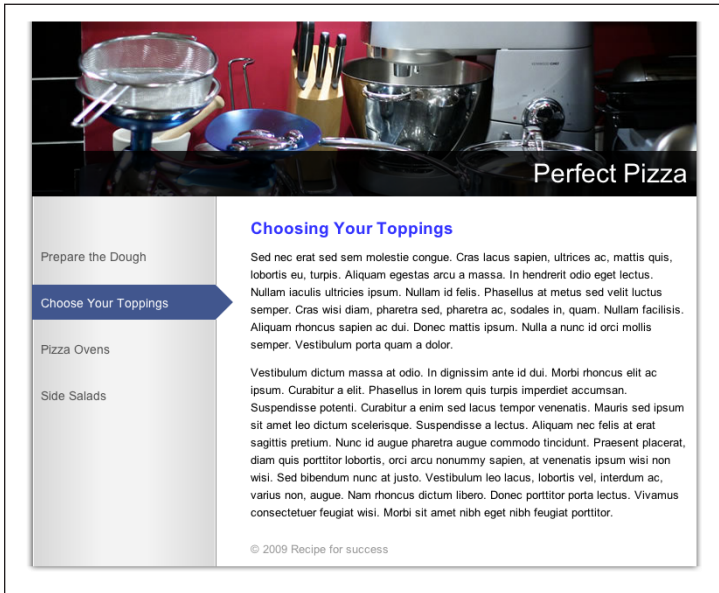 Perfect Pizza
Prepare the Dough
Choose Your Toppings
Pizza Ovens
Side Salads
Choosing Your Toppings
Sed nec erat sed sem molestie congue. Cras lacus sapien, ultrices ac, mattis quis,
lobortis eu, turpis. Aliquam egestas arcu a massa. In hendrerit odio eget lectus.
Nullam iaculis ultricies ipsum. Nullam id felis. Phasellus at metus sed velit luctus
semper. Cras wisi diam, pharetra sed, pharetra ac, sodales in, quam. Nullam facilisis.
Aliquam rhoncus sapien ac dui. Donec mattis ipsum. Nulla a nunc id orci mollis
semper. Vestibulum porta quam a dolor.
Vestibulum dictum massa at odio. In dignissim ante id dui. Morbi rhoncus elit ac
ipsum. Curabitur a elit. Phasellus in lorem quis turpis imperdiet accumsan.
Suspendisse potenti. Curabitur a enim sed lacus tempor venenatis. Mauris sed ipsum
sit amet leo dictum scelerisque. Suspendisse a lectus. Aliquam nec felis at erat
sagittis pretium. Nunc id augue pharetra augue commodo tincidunt. Praesent placerat,
diam quis porttitor lobortis, orci arcu nonummy sapien, at venenatis ipsum wisi non
wisi. Sed bibendum nunc at justo. Vestibulum leo lacus, lobortis vel, interdum ac,
varius non, augue. Nam rhoncus dictum libero. Donec porttitor porta lectus. Vivamus
consectetuer feugiat wisi. Morbi sit amet nibh eget nibh feugiat porttitor.
© 2009 Recipe for success